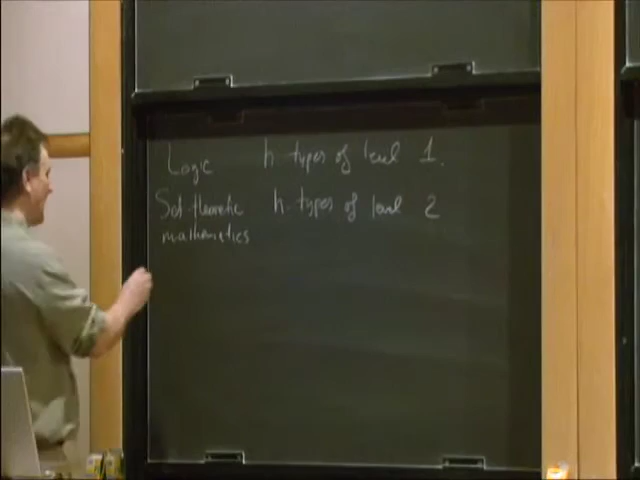 Logic h types of level 1.
Set theoretic h-types of level 2
mathematics